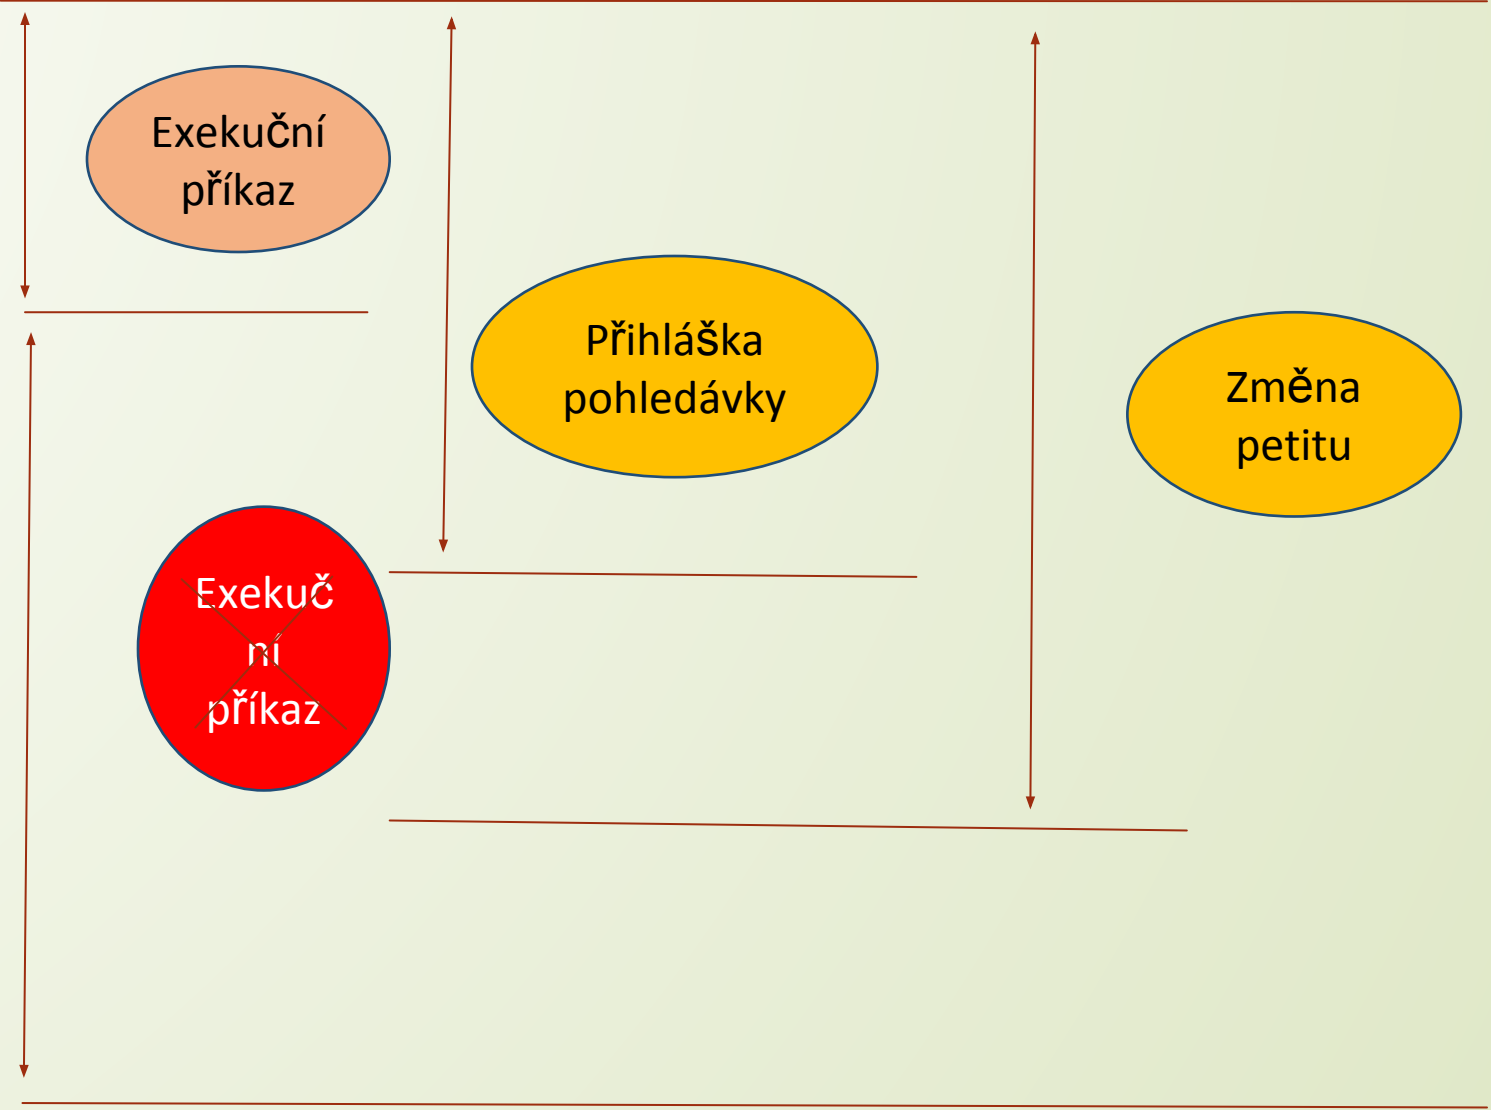 Exekuční
příkaz
Přihláška
pohledávky
Změna
petitu
Exekuč
ní
příkaz